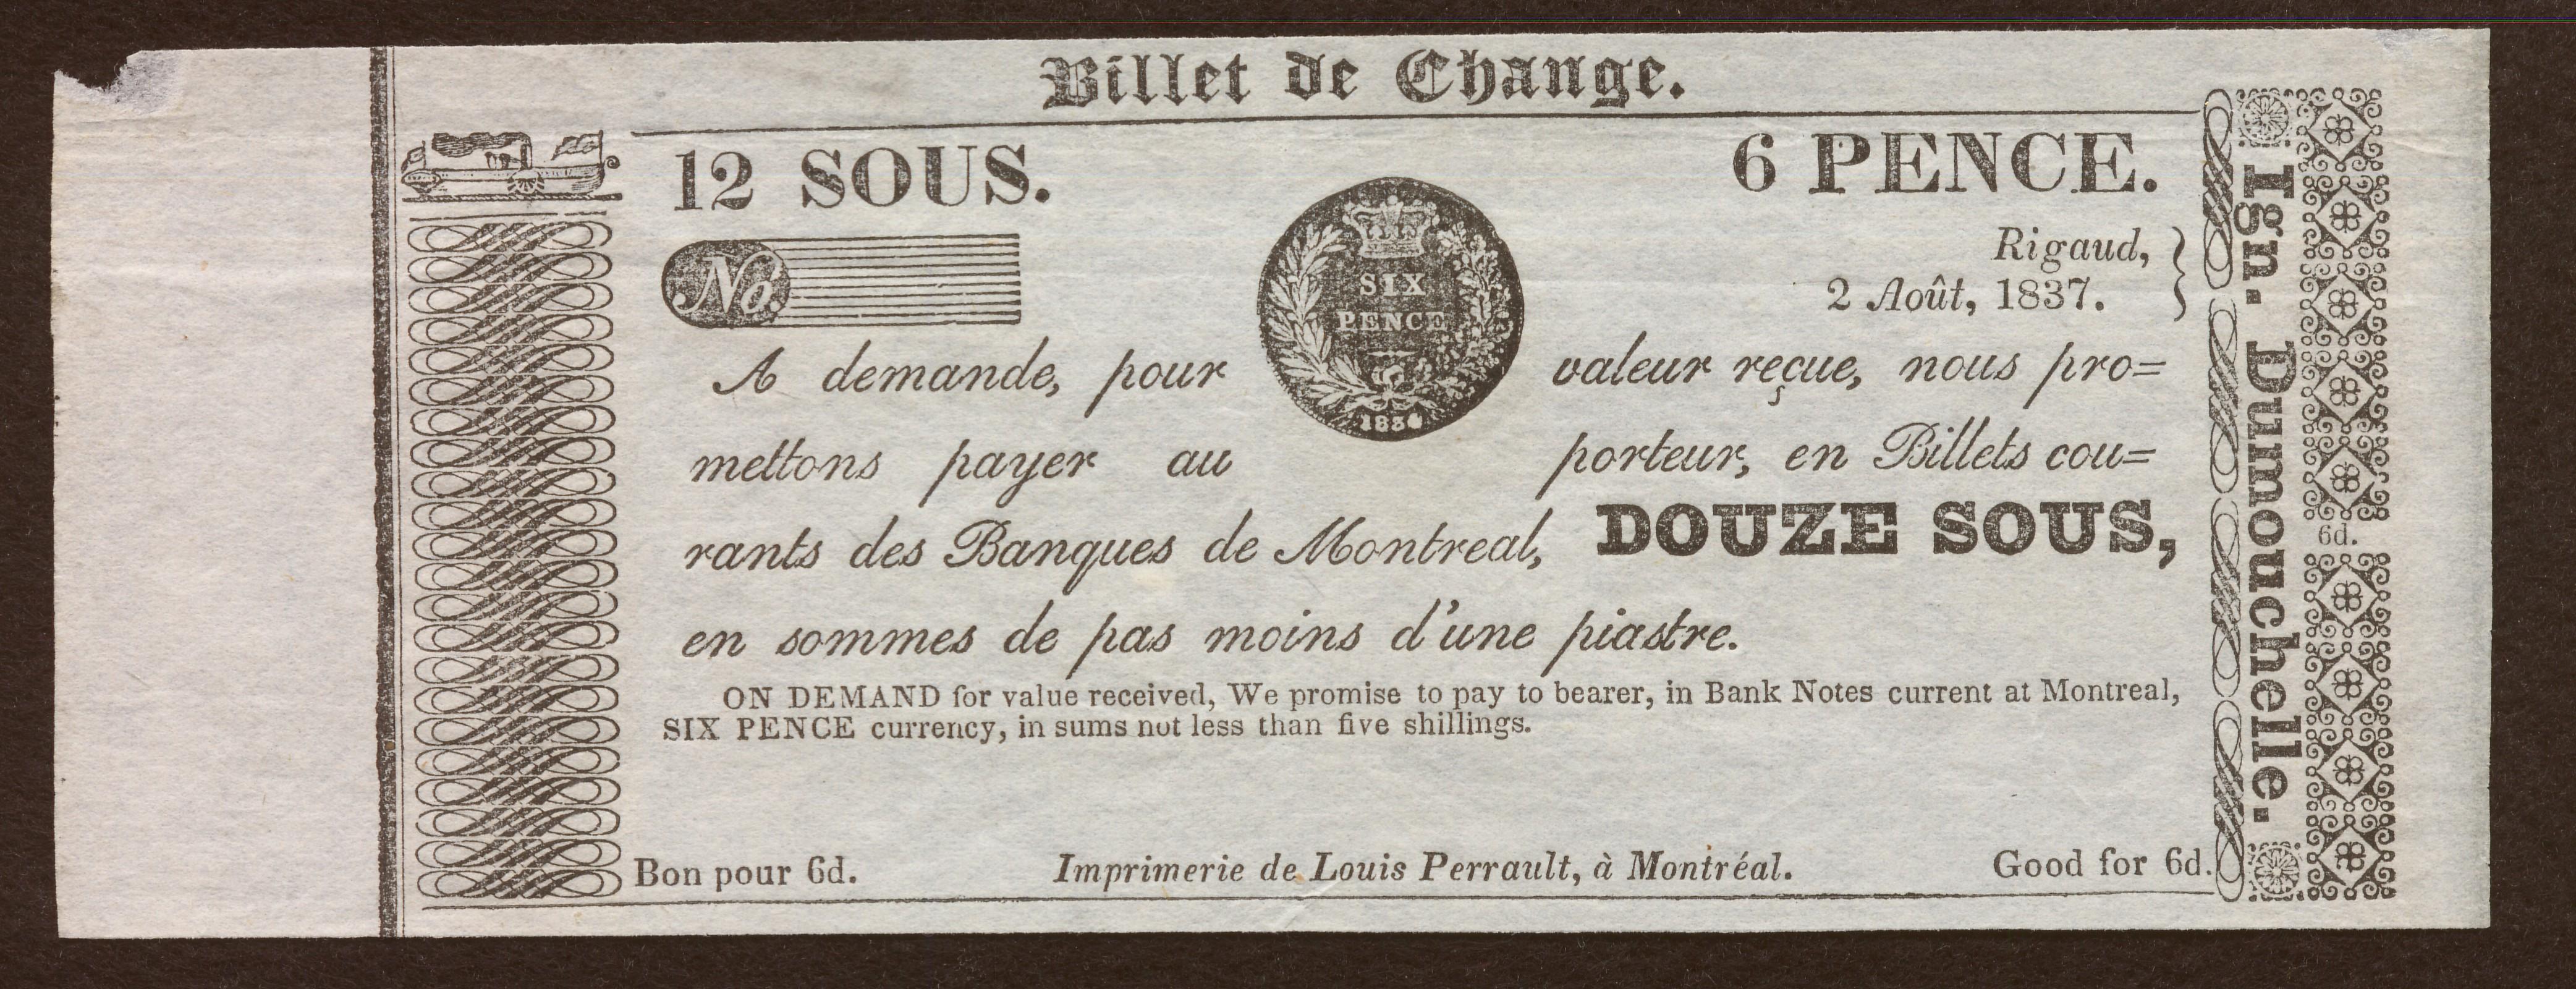 Billet de Change.
12 SOUS.
6 PENCE.
No.
SIX
PENCE
1834
Rigaud,
2 Août, 1837.
A demande, pour valeur reçue, nous pro=
mettons payer au porteur, en Billets cou=
rants des Banques de Montreal, DOUZE SOUS,
en sommes de pas moins d'une piastre.
ON DEMAND for value received, We promise to pay to bearer, in Bank Notes current at Montreal,
SIX PENCE currency, in sums not less than five shillings.
Bon pour 6d.
Imprimerie de Louis Perrault, à Montréal.
Good for 6d.
Ign. Dumouchelle.
6d.